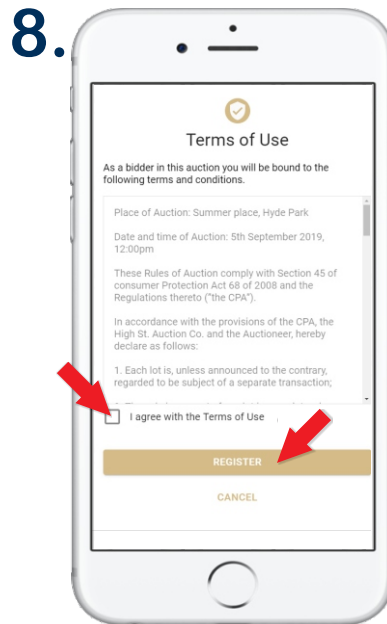 8.
Terms of Use
As a bidder in this auction you will be bound to the
following terms and conditions.
Place of Auction: Summer place, Hyde Park
Date and time of Auction: 5th September 2019,
12:00pm
These Rules of Auction comply with Section 45 of
consumer Protection Act 68 of 2008 and the
Regulations thereto ("the CPA").
In accordance with the provisions of the CPA, the
High St. Auction Co. and the Auctioneer, hereby
declare as follows:
1. Each lot is, unless announced to the contrary,
regarded to be subject of a separate transaction;
I agree with the Terms of Use
REGISTER
CANCEL